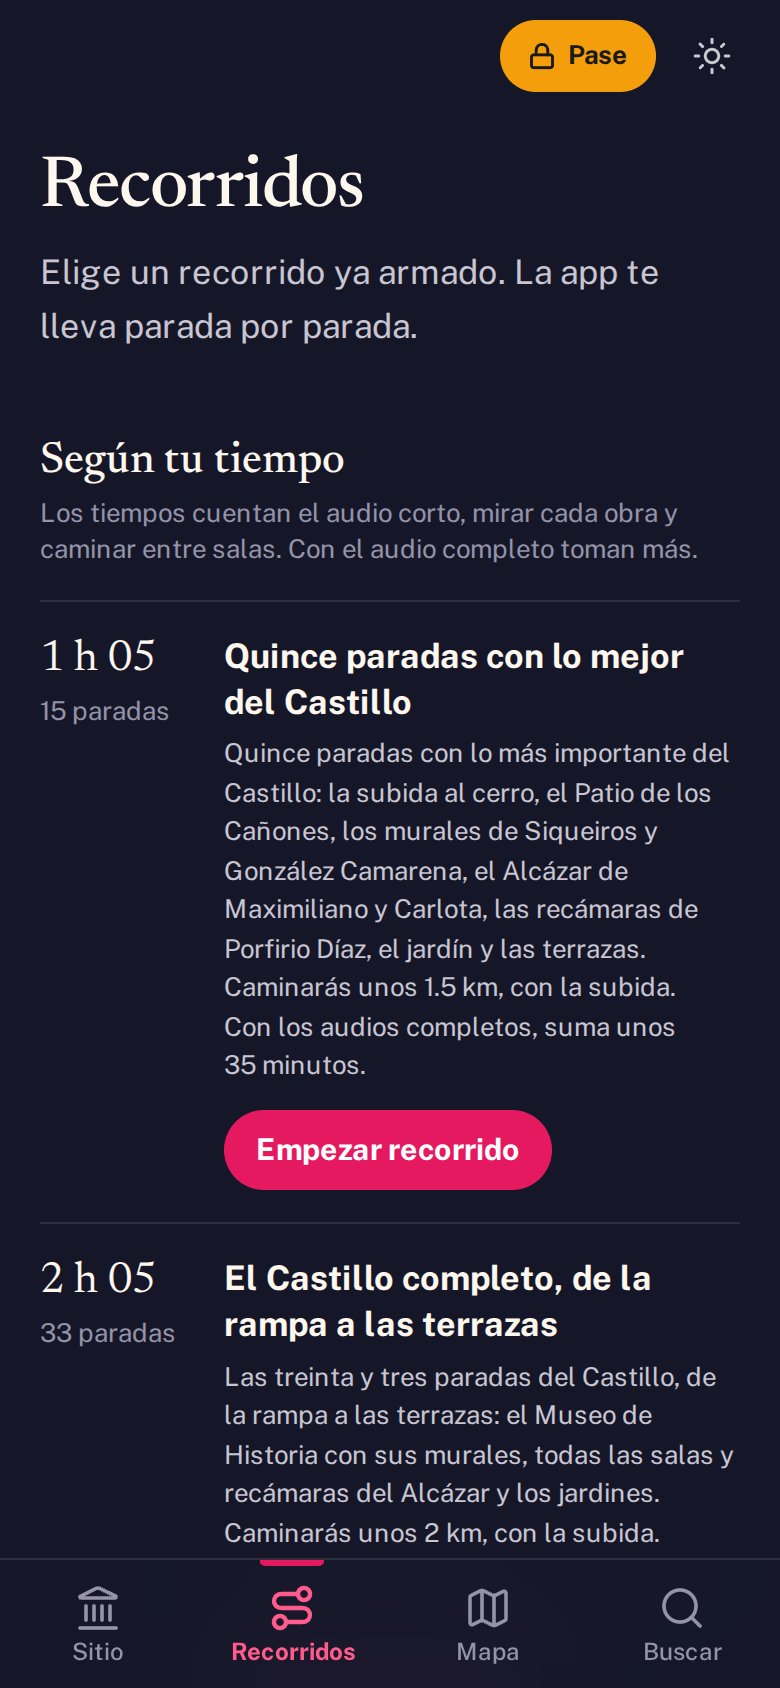 Pase
Recorridos
Elige un recorrido ya armado. La app te
lleva parada por parada.
Según tu tiempo
Los tiempos cuentan el audio corto, mirar cada obra y
caminar entre salas. Con el audio completo toman más.
1 h 05
15 paradas
Quince paradas con lo mejor
del Castillo
Quince paradas con lo más importante del
Castillo: la subida al cerro, el Patio de los
Cañones, los murales de Siqueiros y
González Camarena, el Alcázar de
Maximiliano y Carlota, las recámaras de
Porfirio Díaz, el jardín y las terrazas.
Caminarás unos 1.5 km, con la subida.
Con los audios completos, suma unos
35 minutos.
Empezar recorrido
2 h 05
33 paradas
El Castillo completo, de la
rampa a las terrazas
Las treinta y tres paradas del Castillo, de
la rampa a las terrazas: el Museo de
Historia con sus murales, todas las salas y
recámaras del Alcázar y los jardines.
Caminarás unos 2 km, con la subida.
Sitio
Recorridos
Mapa
Buscar